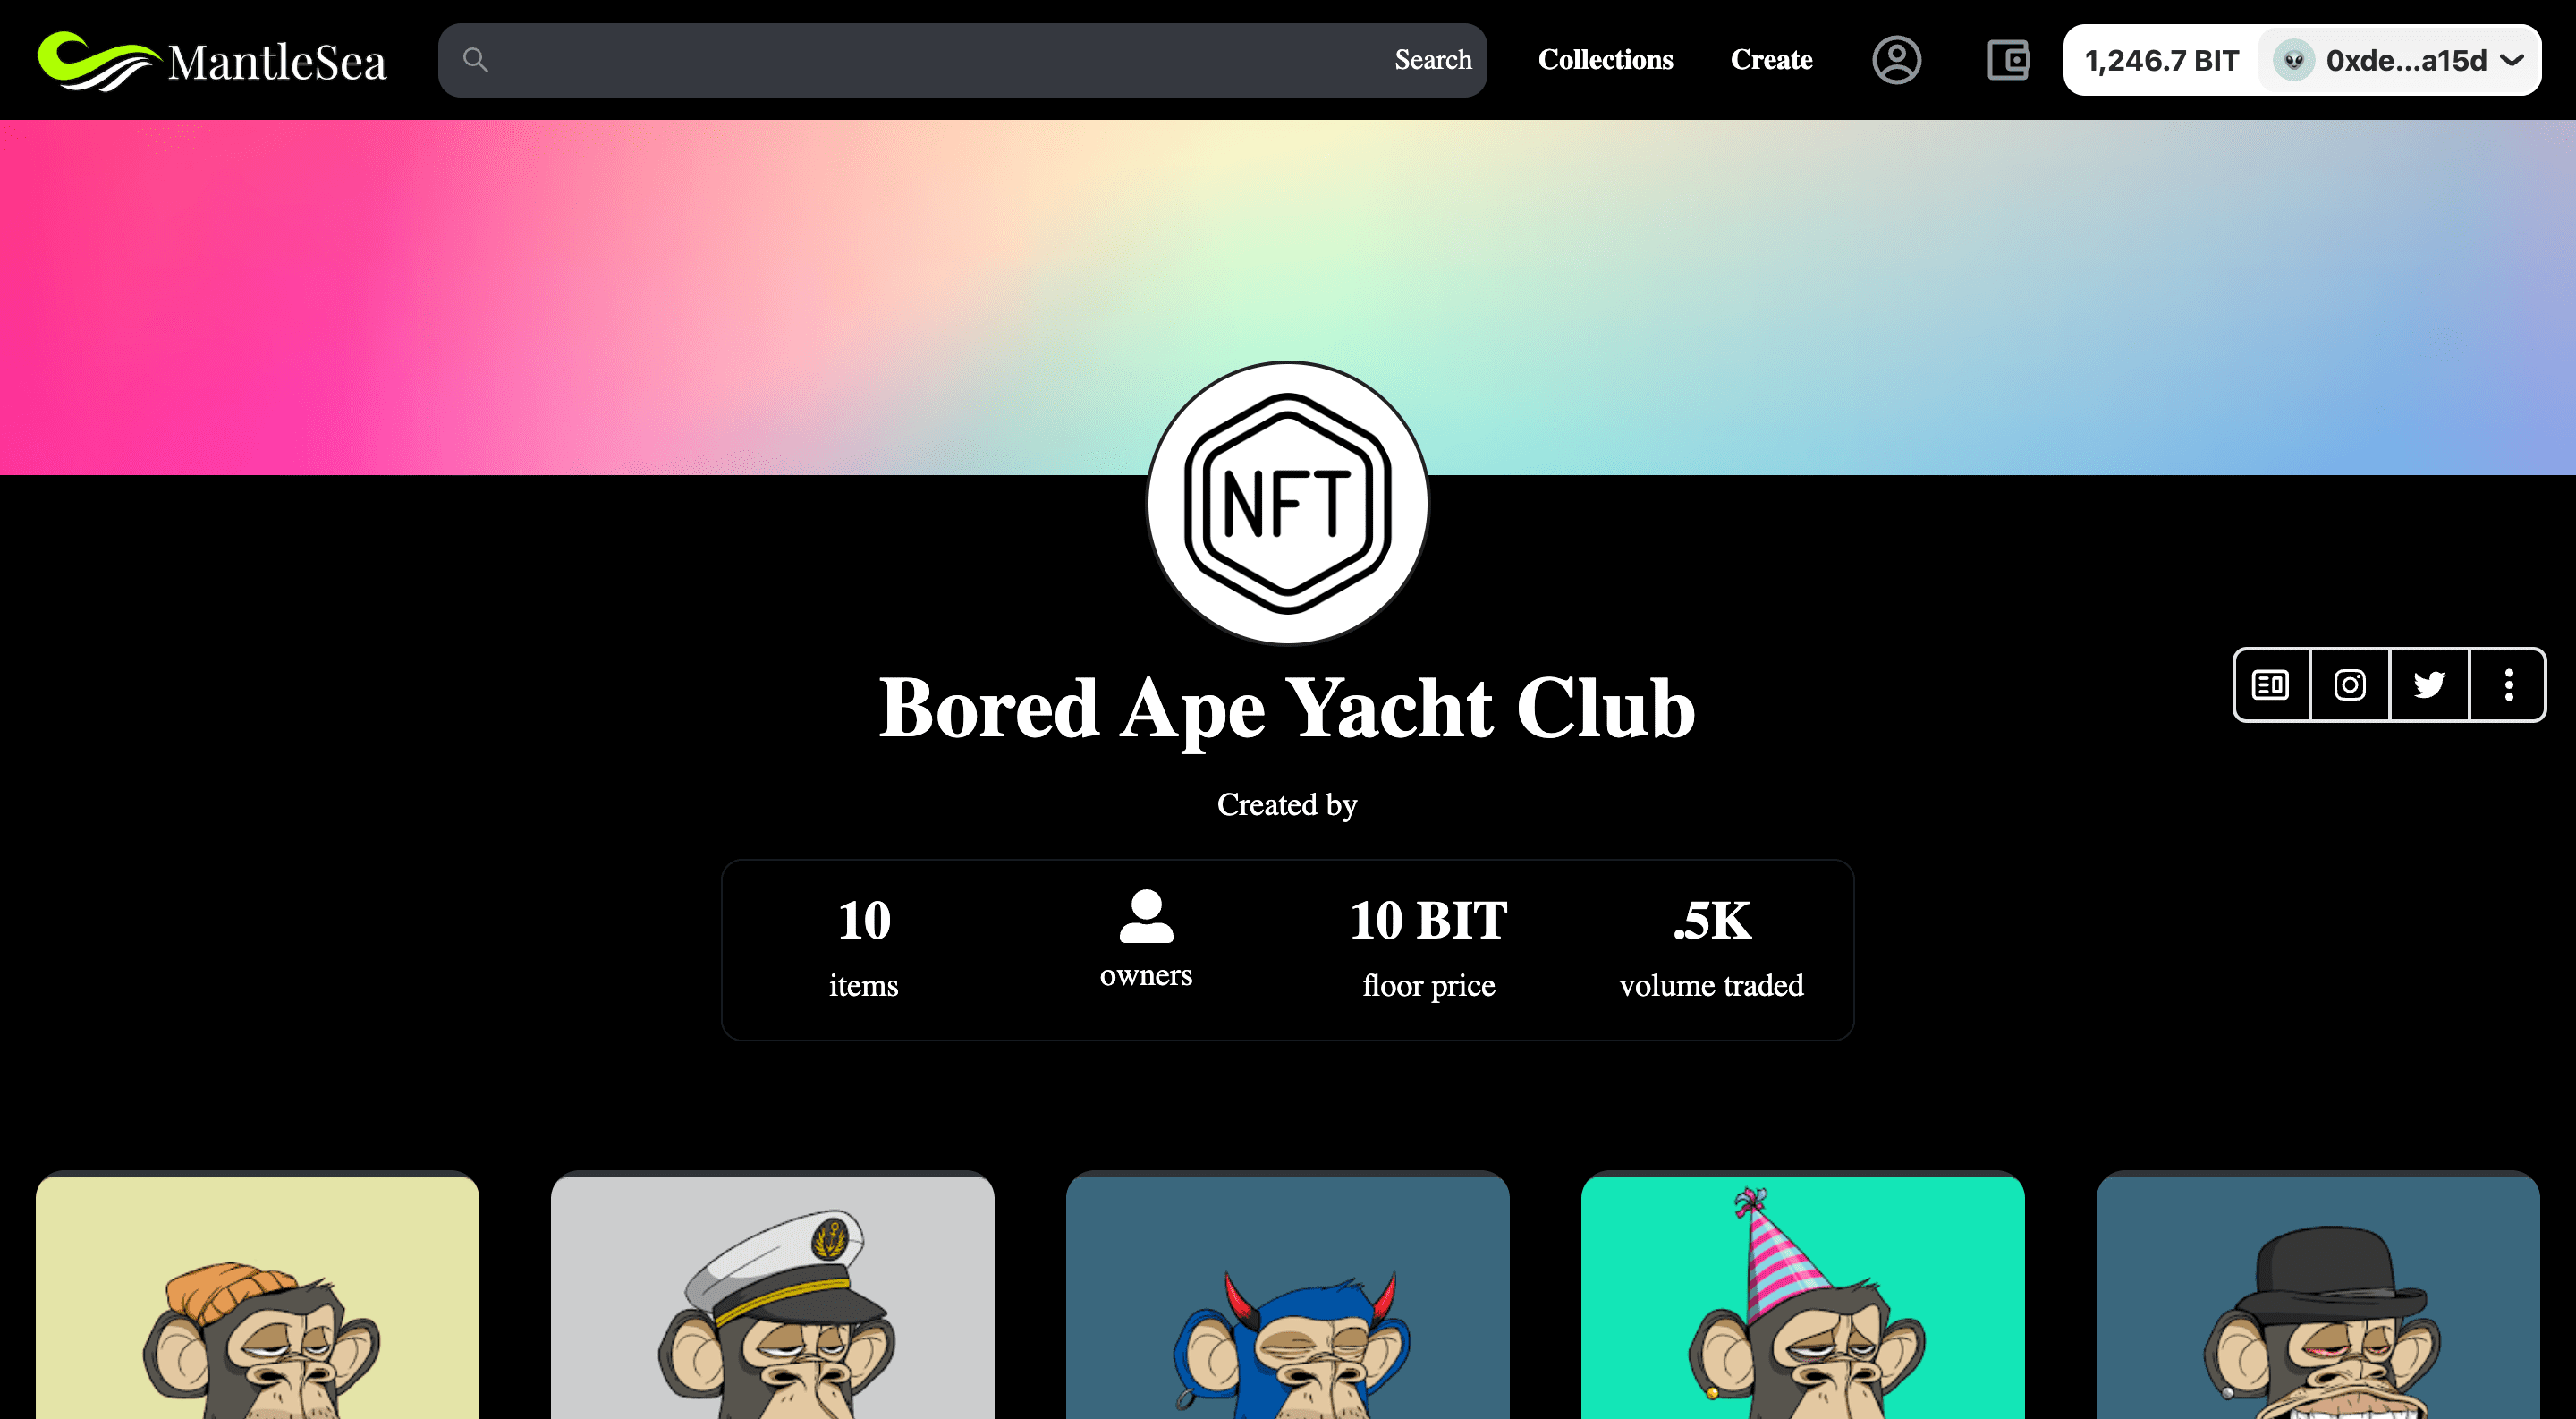 MantleSea
Search
Collections
Create
1,246.7 BIT
0xde...a15d
NFT
Bored Ape Yacht Club
Created by
10
items
owners
10 BIT
floor price
.5K
volume traded